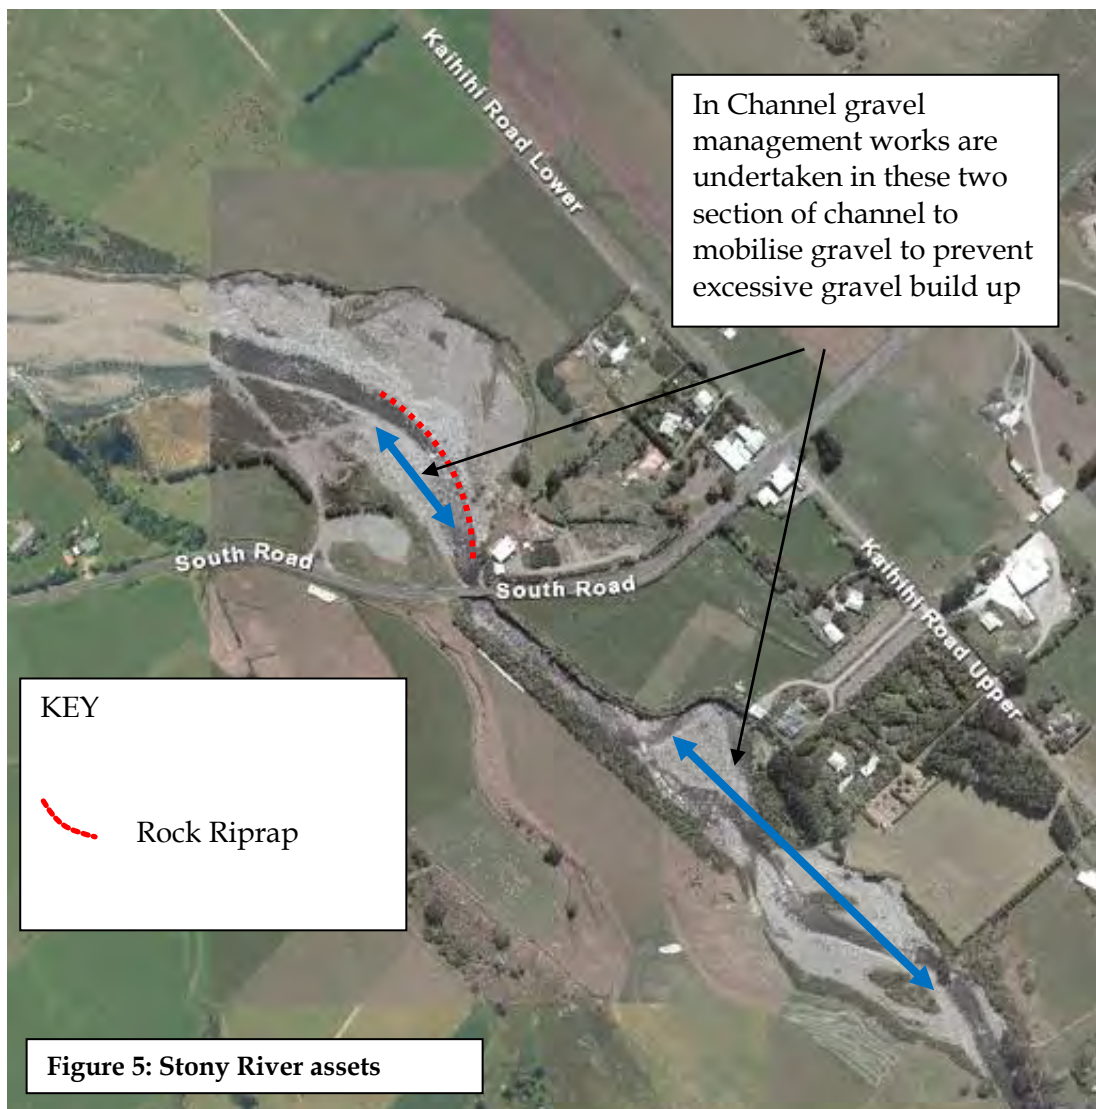 Kaihihi Road Lower
In Channel gravel
management works are
undertaken in these two
section of channel to
mobilise gravel to prevent
excessive gravel build up
South Road
South Road
Kaihihi Road Upper
KEY
Rock Riprap
Figure 5: Stony River assets